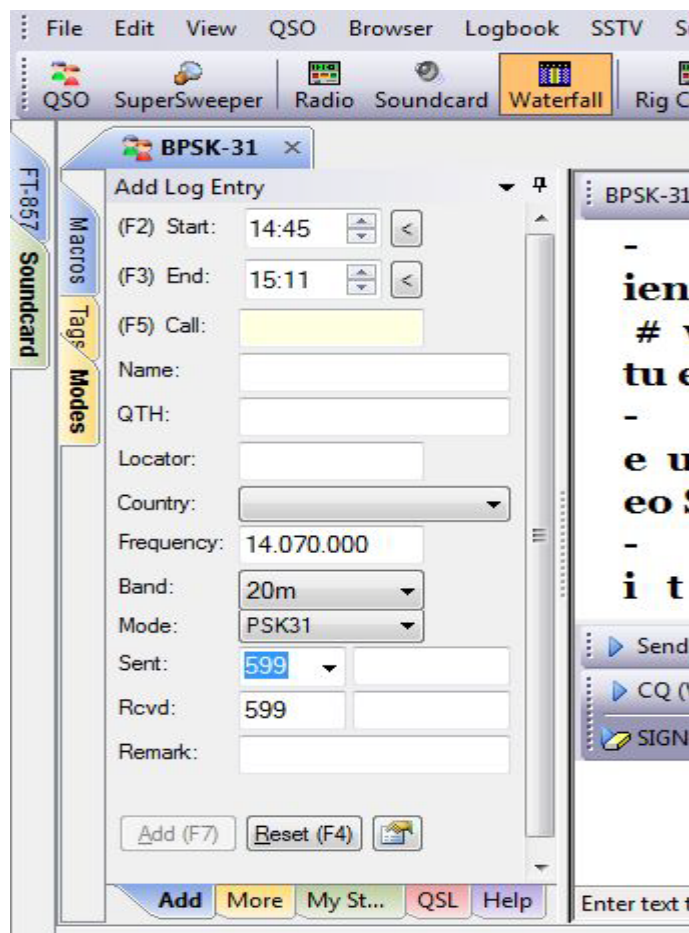 File Edit View QSO Browser Logbook SSTV
QSO SuperSweeper Radio Soundcard Waterfall Rig
BPSK-31
FT-857
Soundcard
Macros
Tags
Modes
Add Log Entry
(F2) Start: 14:45 <
(F3) End: 15:11 <
(F5) Call:
Name:
QTH:
Locator:
Country:
Frequency: 14.070.000
Band: 20m
Mode: PSK31
Sent: 599
Rcvd: 599
Remark:
Add (F7) Reset (F4)
Add More My St... QSL Help
BPSK-31
-
ien
#
tu e
-
e u
eo
-
i t
Send
CQ
SIGN
Enter text